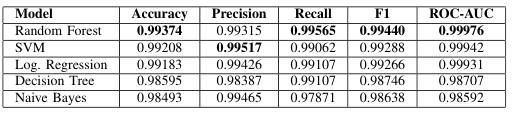 Model Accuracy Precision Recall F1 ROC-AUC
Random Forest 0.99374 0.99315 0.99565 0.99440 0.99976
SVM 0.99208 0.99517 0.99062 0.99288 0.99942
Log. Regression 0.99183 0.99426 0.99107 0.99266 0.99931
Decision Tree 0.98595 0.98387 0.99107 0.98746 0.98707
Naive Bayes 0.98493 0.99465 0.97871 0.98638 0.98592